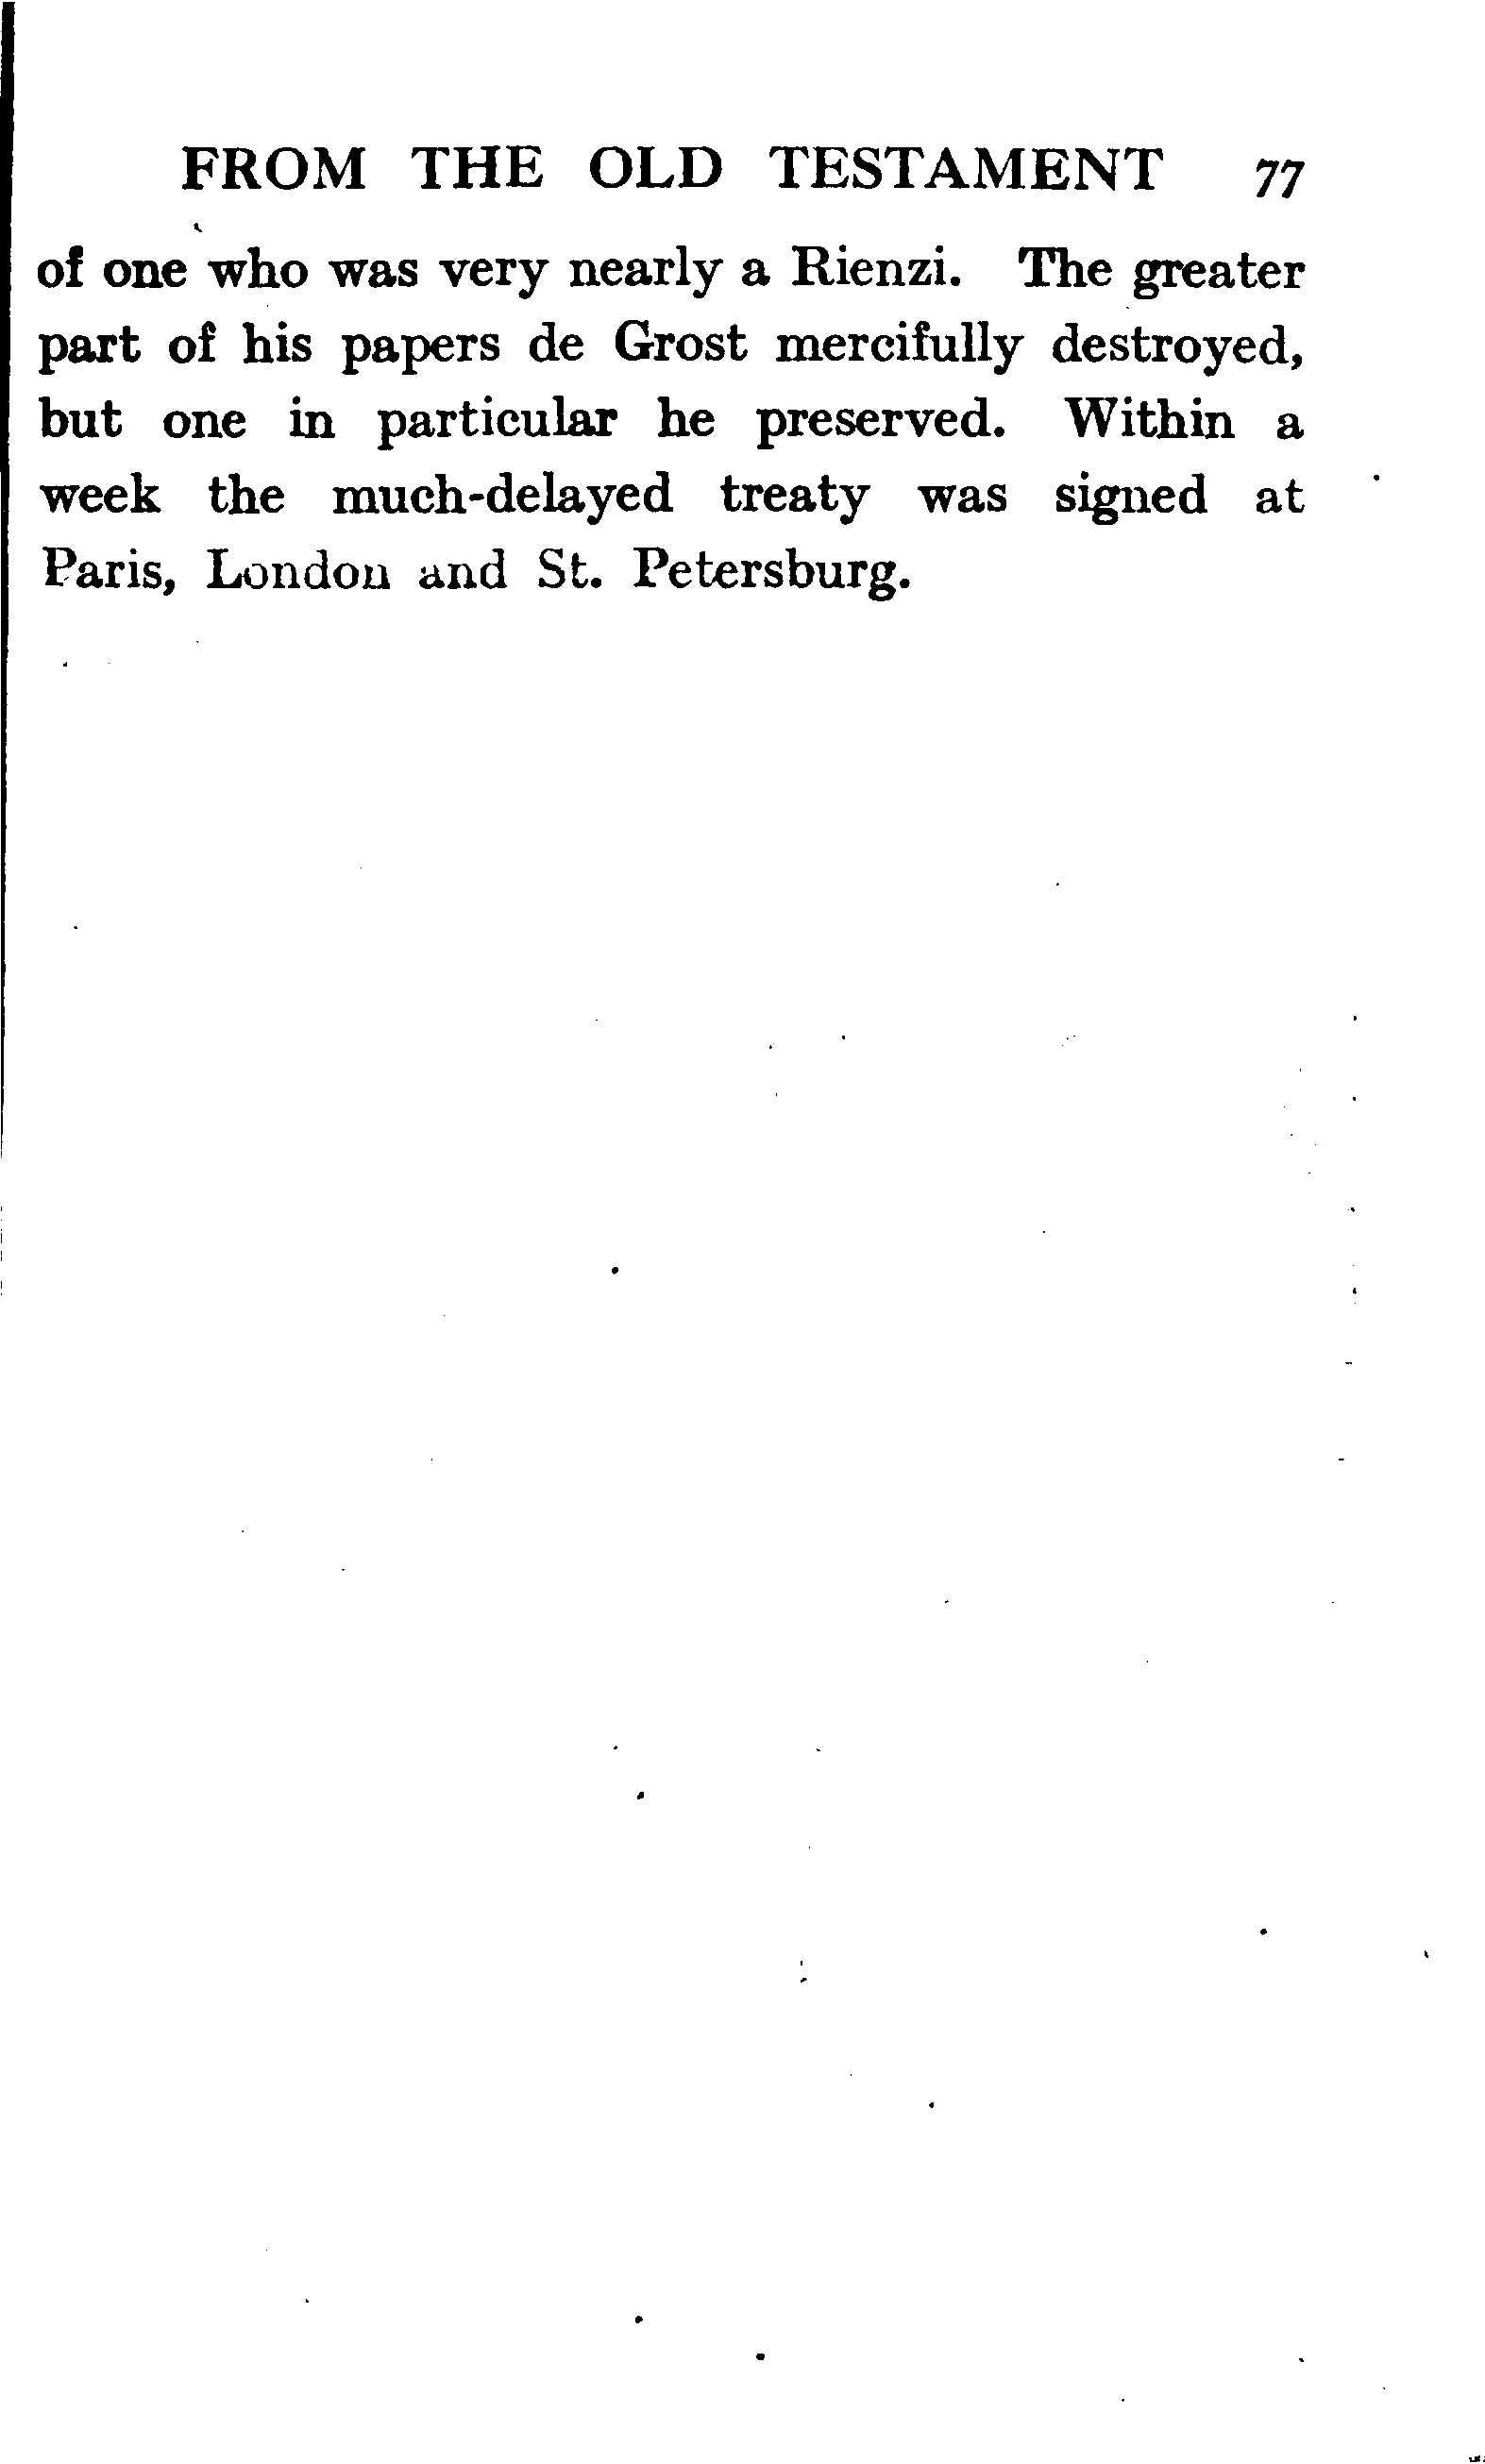 FROM THE OLD TESTAMENT 77
of one who was very nearly a Rienzi. The greater
part of his papers de Grost mercifully destroyed,
but one in particular he preserved. Within a
week the much-delayed treaty was signed at
Paris, London and St. Petersburg.